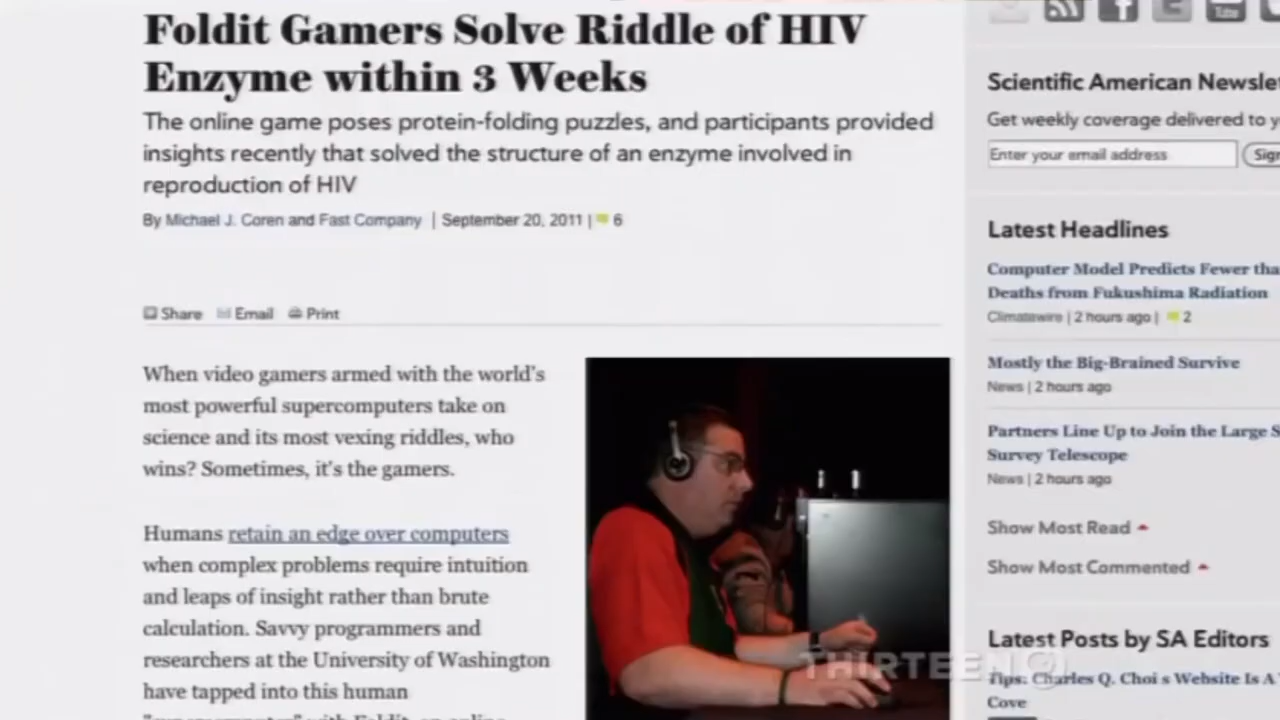 Foldit Gamers Solve Riddle of HIV
Enzyme within 3 Weeks
The online game poses protein-folding puzzles, and participants provided
insights recently that solved the structure of an enzyme involved in
reproduction of HIV
By Michael J. Coren and Fast Company | September 20, 2011 | 6
Share Email Print
When video gamers armed with the world's
most powerful supercomputers take on
science and its most vexing riddles, who
wins? Sometimes, it's the gamers.
Humans retain an edge over computers
when complex problems require intuition
and leaps of insight rather than brute
calculation. Savvy programmers and
researchers at the University of Washington
have tapped into this human
Scientific American Newslet
Get weekly coverage delivered to y
Enter your email address
Sign
Latest Headlines
Computer Model Predicts Fewer tha
Deaths from Fukushima Radiation
Climatewire | 2 hours ago | 2
Mostly the Big-Brained Survive
News | 2 hours ago
Partners Line Up to Join the Large S
Survey Telescope
News | 2 hours ago
Show Most Read
Show Most Commented
Latest Posts by SA Editors
Tips: Charles Q. Choi s Website Is A
Cove
THIRTEEN